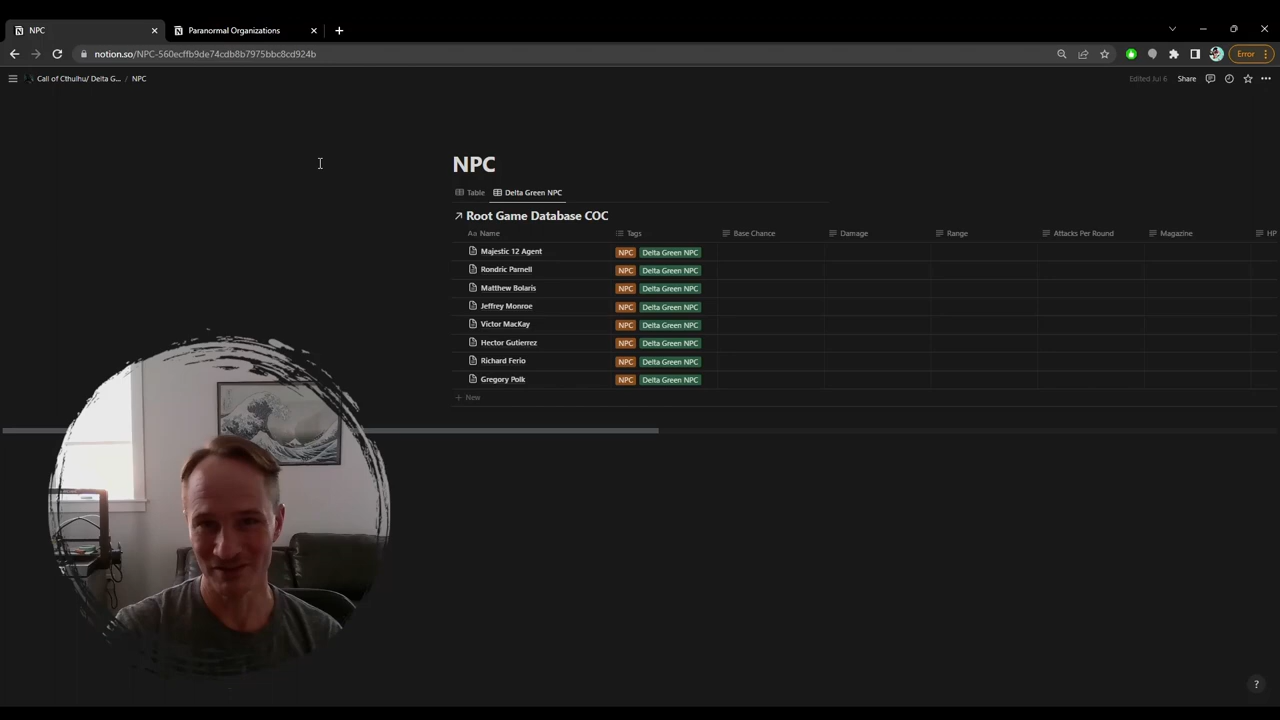 NPC
Paranormal Organizations
notion.so/NPC-560ecffb9de74cdb8b7975bbc8cd924b
Error
Call of Cthulhu/ Delta G... / NPC
Edited Jul 6
Share
NPC
Table
Delta Green NPC
Root Game Database COC
Aa Name Tags Base Chance Damage Range Attacks Per Round Magazine HP
Majestic 12 Agent NPC Delta Green NPC
Rondric Parnell NPC Delta Green NPC
Matthew Bolaris NPC Delta Green NPC
Jeffrey Monroe NPC Delta Green NPC
Victor MacKay NPC Delta Green NPC
Hector Gutierrez NPC Delta Green NPC
Richard Ferio NPC Delta Green NPC
Gregory Polk NPC Delta Green NPC
+ New
?